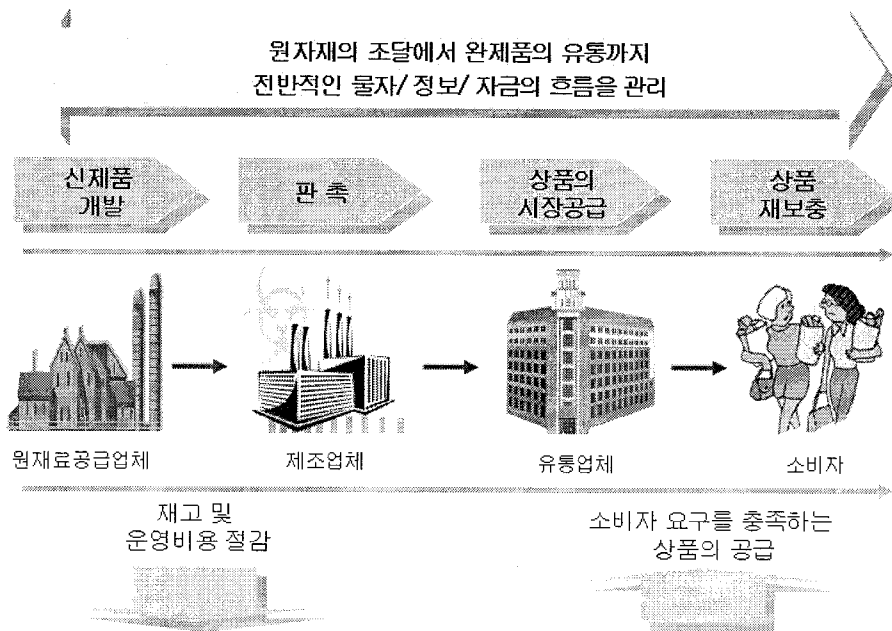 원자재의 조달에서 완제품의 유통까지
전반적인 물자/ 정보/ 자금의 흐름을 관리
신제품
개발
판 촉
상품의
시장공급
상품
재보충
원재료공급업체
제조업체
유통업체
소비자
재고 및
운영비용 절감
소비자 요구를 충족하는
상품의 공급